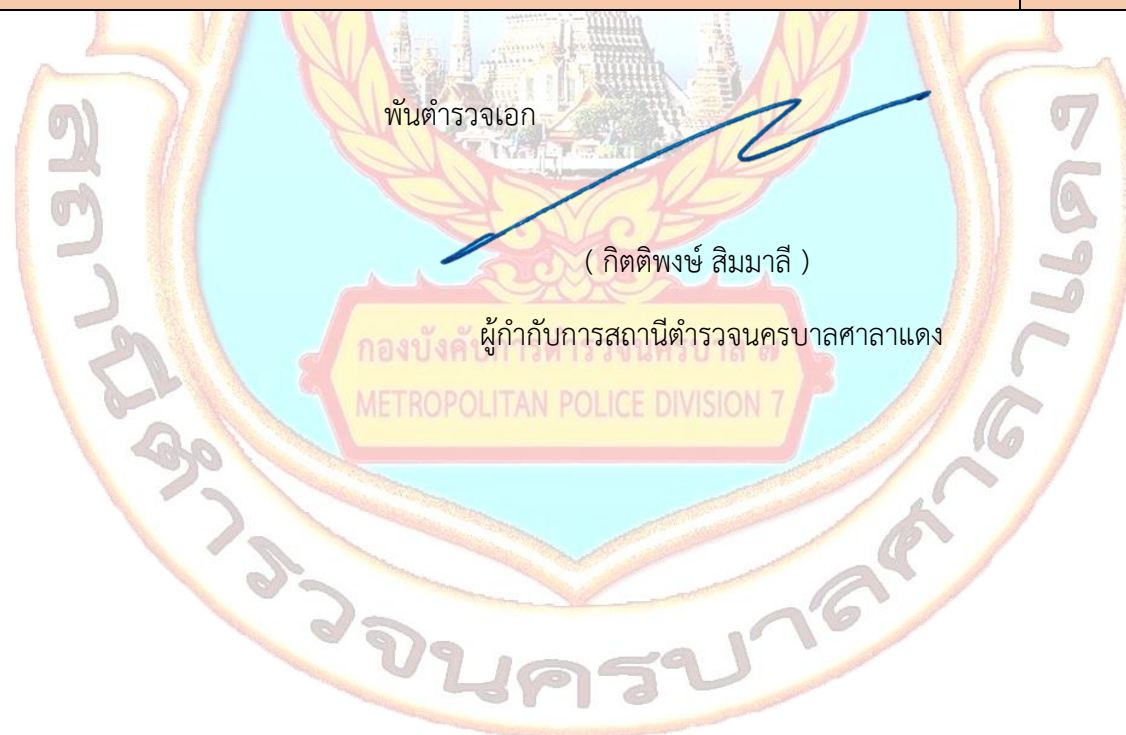 พันตำรวจเอก
( กิตติพงษ์ สิมมาลี )
ผู้กำกับการสถานีตำรวจนครบาลศาลาแดง
กองบังคับการตำรวจนครบาล ๗
METROPOLITAN POLICE DIVISION 7
สถานีตำรวจนครบาลศาลาแดง